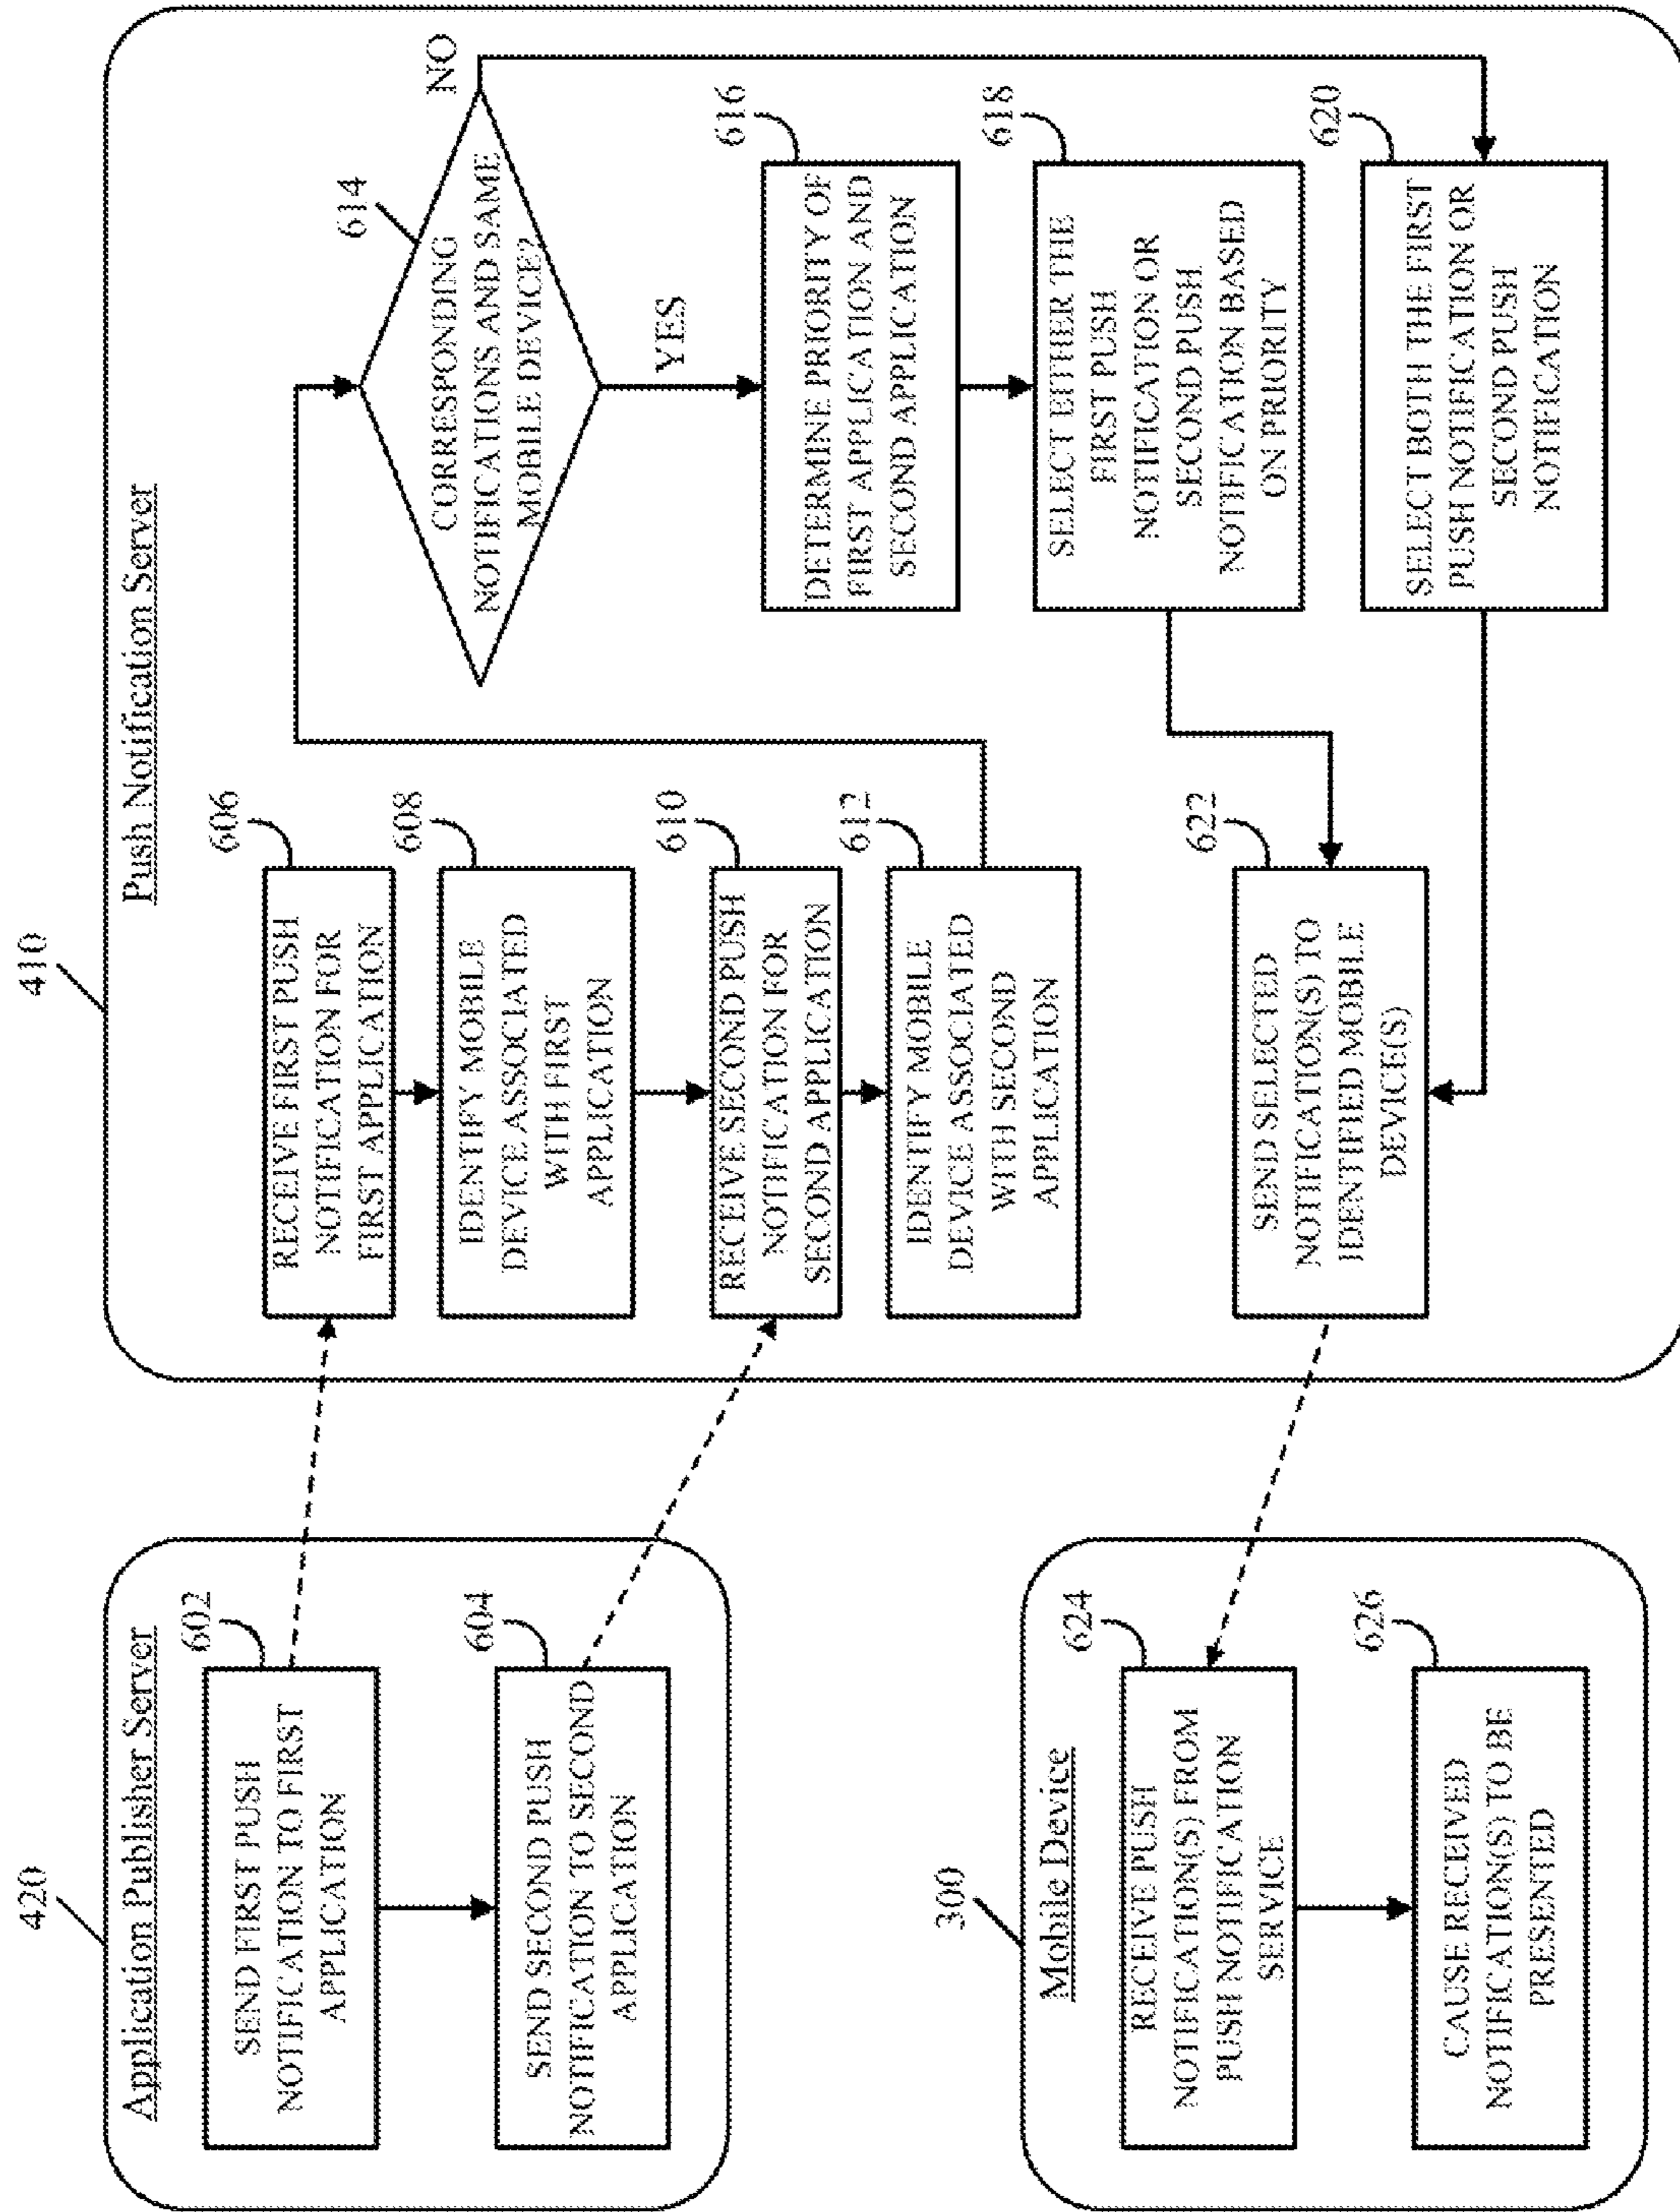 420
Application Publisher Server
602
SEND FIRST PUSH
NOTIFICATION TO FIRST
APPLICATION
604
SEND SECOND PUSH
NOTIFICATION TO SECOND
APPLICATION
300
Mobile Device
624
RECEIVE PUSH
NOTIFICATION(S) FROM
PUSH NOTIFICATION
SERVICE
626
CAUSE RECEIVED
NOTIFICATION(S) TO BE
PRESENTED
410
Push Notification Server
606
RECEIVE FIRST PUSH
NOTIFICATION FOR
FIRST APPLICATION
608
IDENTIFY MOBILE
DEVICE ASSOCIATED
WITH FIRST
APPLICATION
610
RECEIVE SECOND PUSH
NOTIFICATION FOR
SECOND APPLICATION
612
IDENTIFY MOBILE
DEVICE ASSOCIATED
WITH SECOND
APPLICATION
622
SEND SELECTED
NOTIFICATION(S) TO
IDENTIFIED MOBILE
DEVICE(S)
614
CORRESPONDING
NOTIFICATIONS AND SAME
MOBILE DEVICE?
NO
YES
616
DETERMINE PRIORITY OF
FIRST APPLICATION AND
SECOND APPLICATION
618
SELECT EITHER THE
FIRST PUSH
NOTIFICATION OR
SECOND PUSH
NOTIFICATION BASED
ON PRIORITY
620
SELECT BOTH THE FIRST
PUSH NOTIFICATION OR
SECOND PUSH
NOTIFICATION